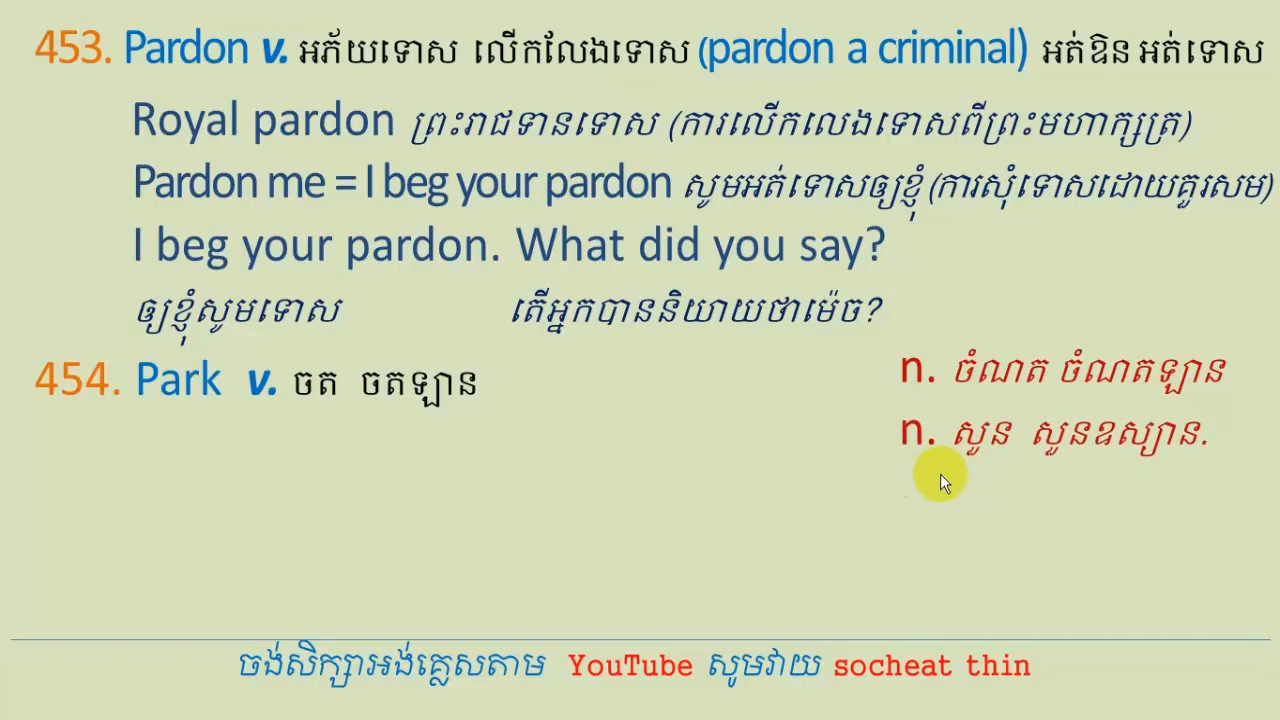 453. Pardon v. អភ័យទោស លើកលែងទោស (pardon a criminal) អត់ឱន អត់ទោស
Royal pardon ព្រះរាជទានទោស (ការលើកលេងទោសពីព្រះមហាក្សត្រ)
Pardon me = I beg your pardon សូមអត់ទោសឲ្យខ្ញុំ (ការសុំទោសដោយគួរសម)
I beg your pardon. What did you say?
ឲ្យខ្ញុំសូមទោស តើអ្នកបាននិយាយថាម៉េច?
454. Park v. ចត ចតឡាន n. ចំណត ចំណតឡាន
n. សួន សួនឧស្យាន.
ចង់សិក្សាអង់គ្លេសតាម YouTube សូមវាយ socheat thin